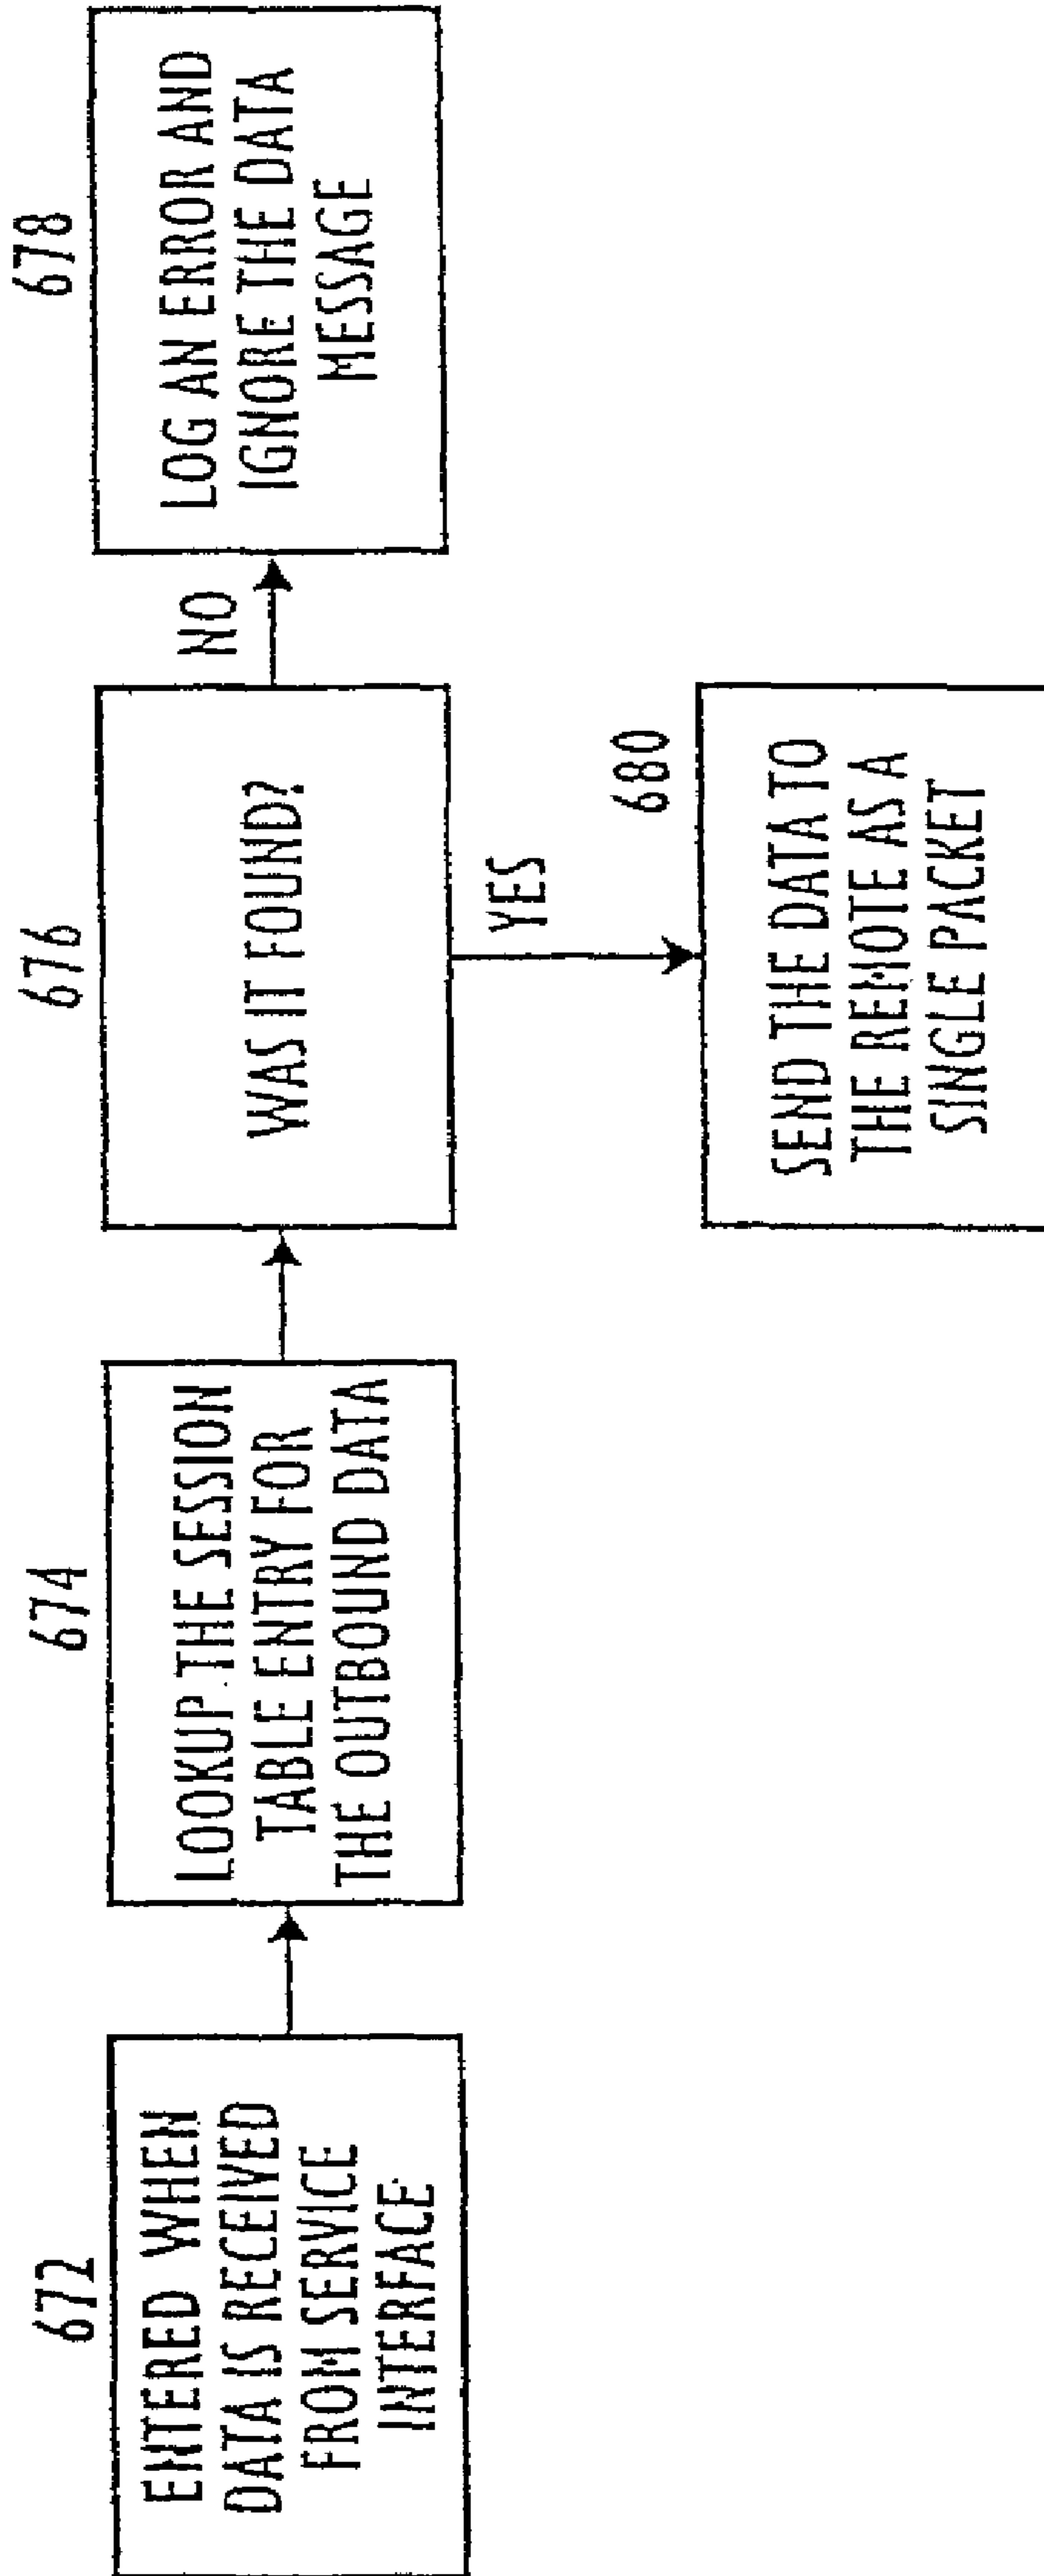 672
ENTERED WHEN
DATA IS RECEIVED
FROM SERVICE
INTERFACE
674
LOOKUP THE SESSION
TABLE ENTRY FOR
THE OUTBOUND DATA
676
WAS IT FOUND?
NO
678
LOG AN ERROR AND
IGNORE THE DATA
MESSAGE
YES
680
SEND THE DATA TO
THE REMOTE AS A
SINGLE PACKET